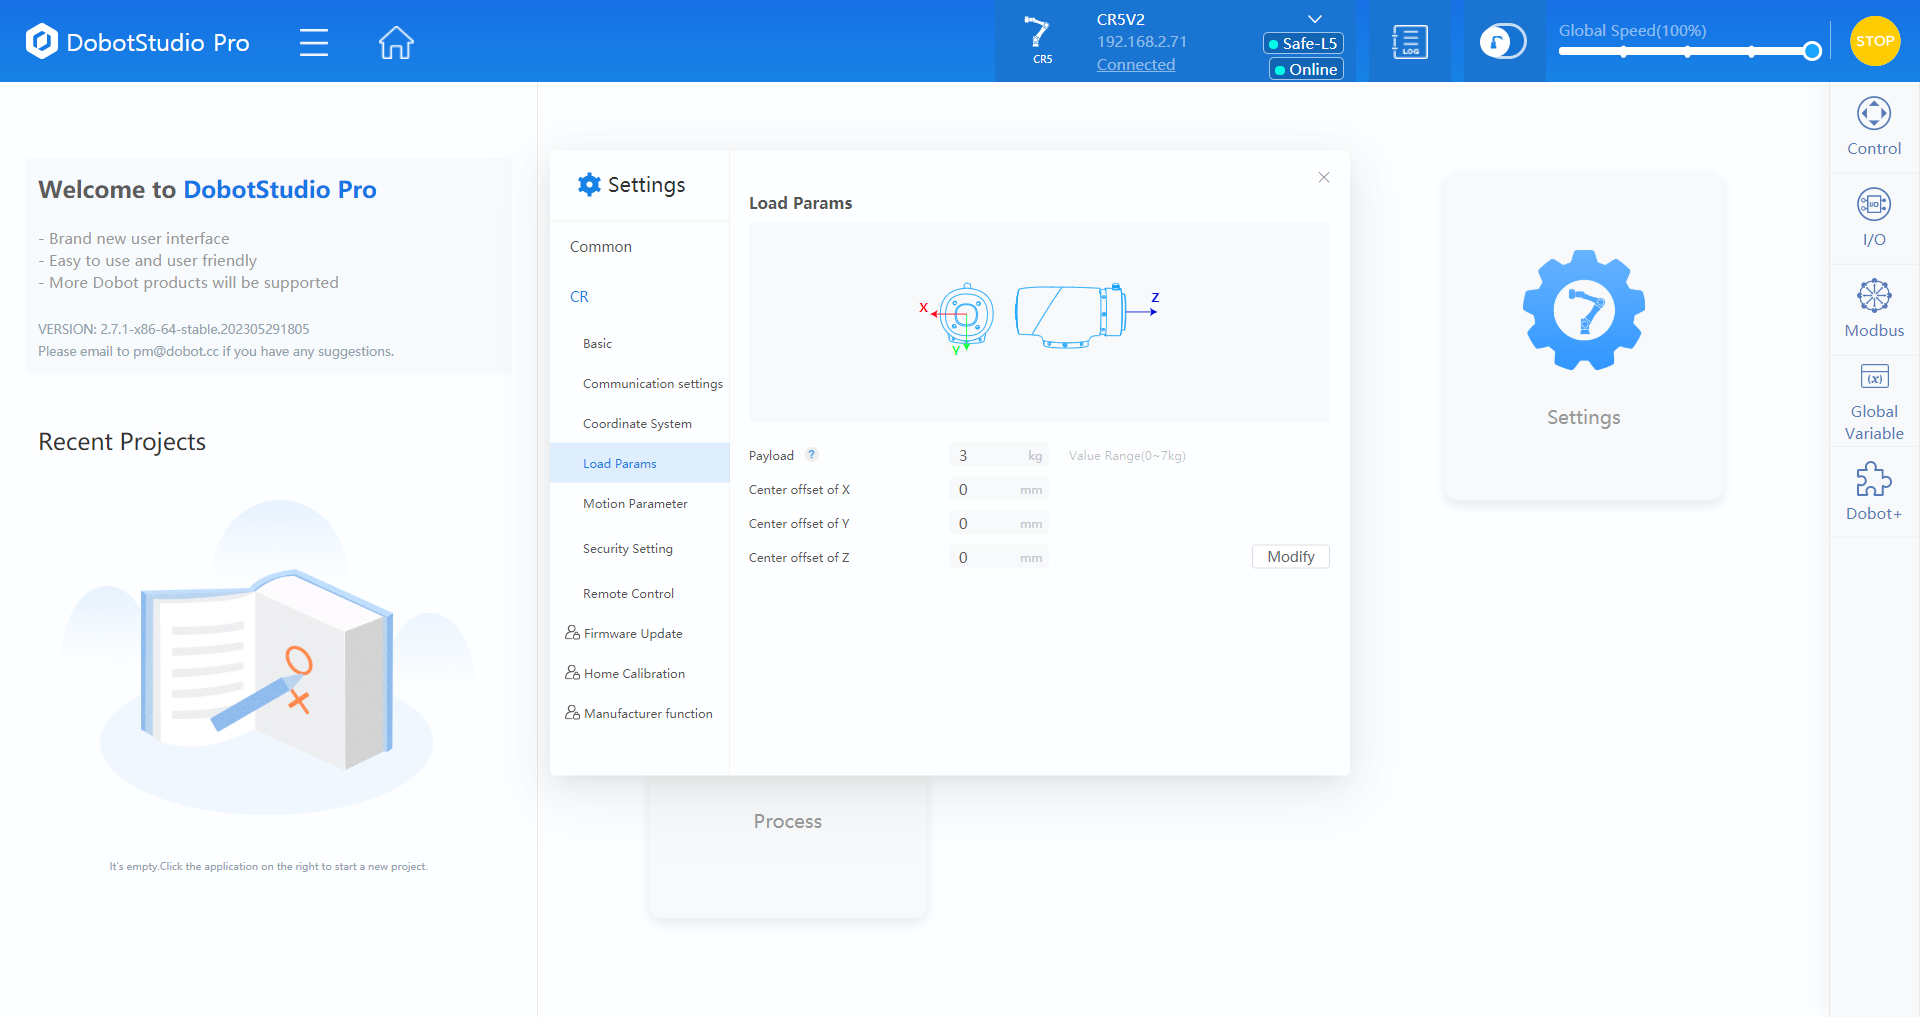 DobotStudio Pro
CR5
CR5V2
192.168.2.71
Connected
Safe-L5
Online
LOG
Global Speed(100%)
STOP
Welcome to DobotStudio Pro
- Brand new user interface
- Easy to use and user friendly
- More Dobot products will be supported
VERSION: 2.7.1-x86-64-stable.202305291805
Please email to pm@dobot.cc if you have any suggestions.
Recent Projects
It's empty.Click the application on the right to start a new project.
Settings
Common
CR
Basic
Communication settings
Coordinate System
Load Params
Motion Parameter
Security Setting
Remote Control
Firmware Update
Home Calibration
Manufacturer function
Load Params
X
Y
Z
Payload ? 3 kg Value Range(0~7kg)
Center offset of X 0 mm
Center offset of Y 0 mm
Center offset of Z 0 mm
Modify
Process
Settings
Control
I/O
I/O
Modbus
(x)
Global
Variable
Dobot+